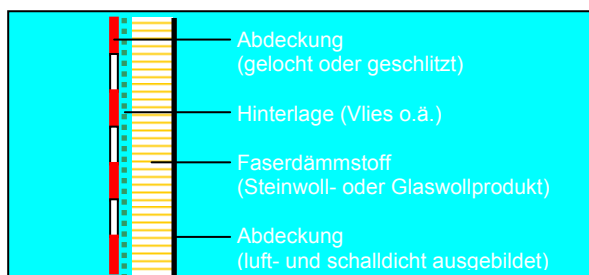 Abdeckung
(gelocht oder geschlitzt)
Hinterlage (Vlies o.ä.)
Faserdämmstoff
(Steinwoll- oder Glaswollprodukt)
Abdeckung
(luft- und schalldicht ausgebildet)